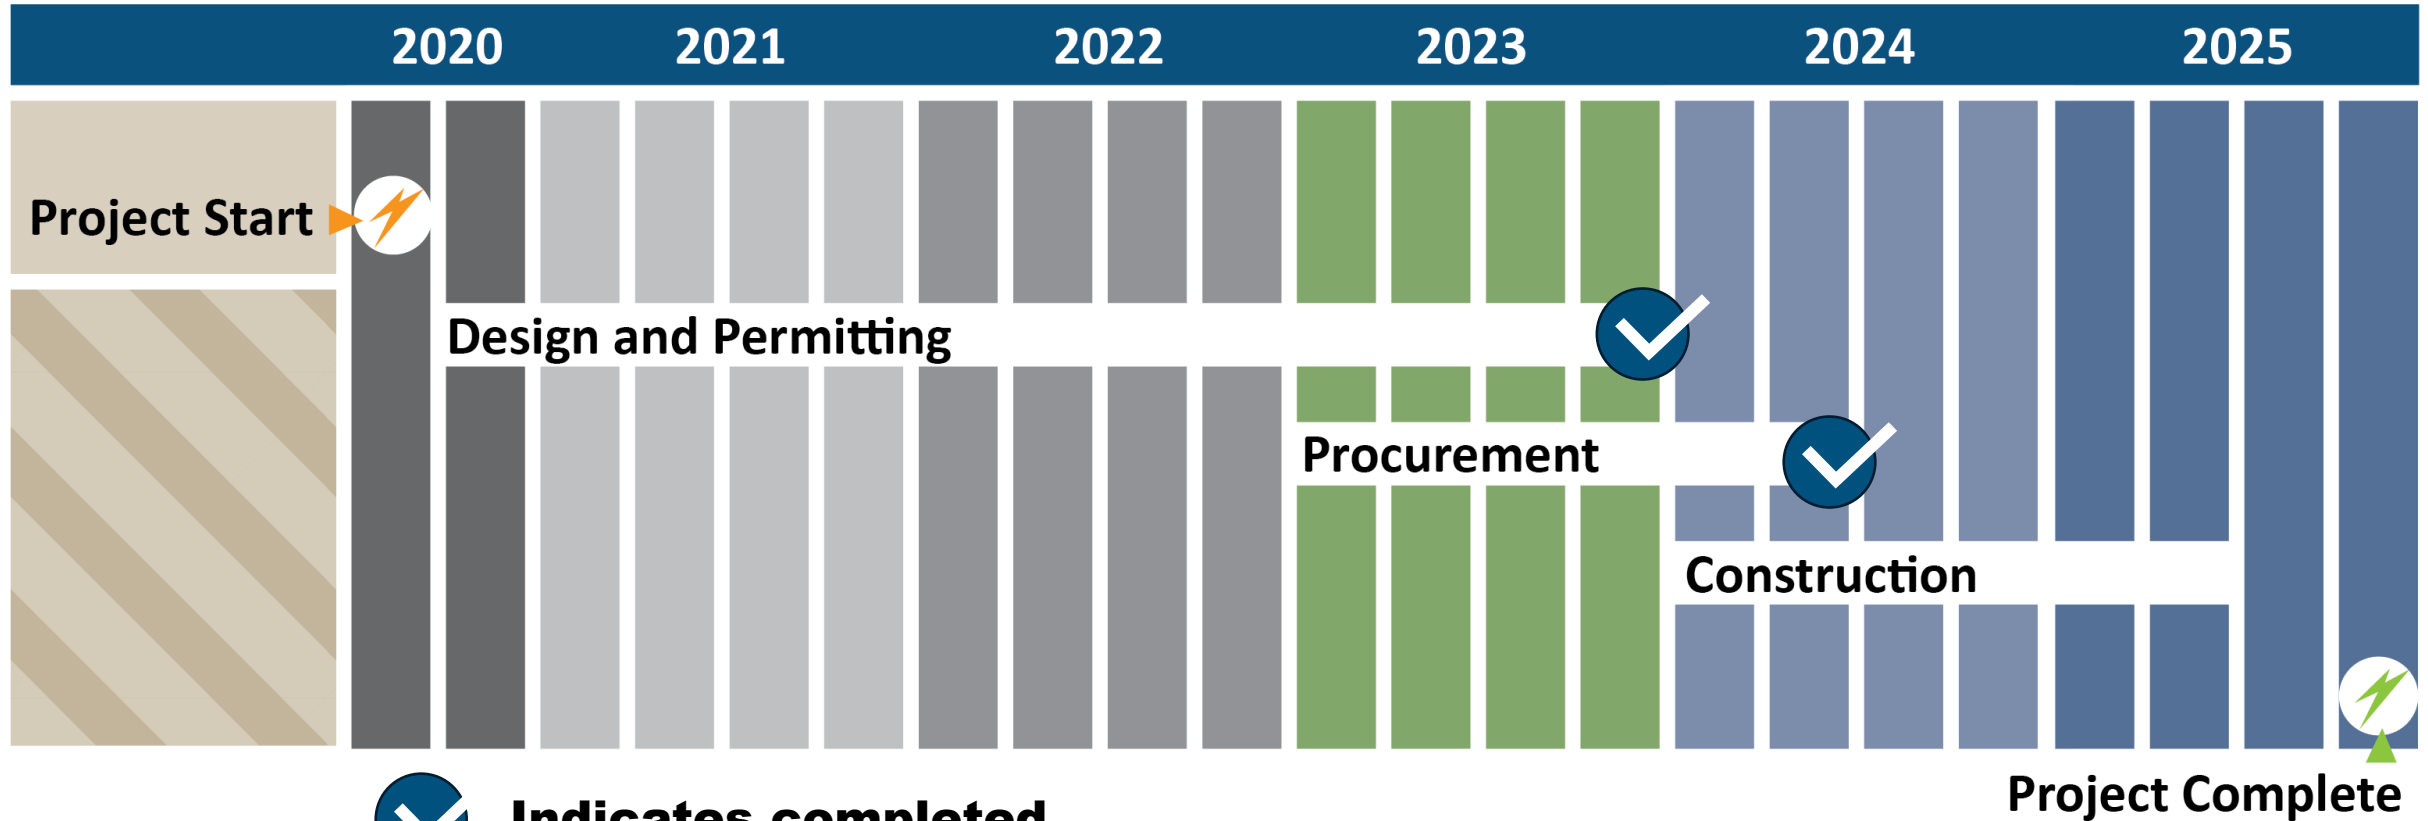 2020 2021 2022 2023 2024 2025
Project Start
Design and Permitting
Procurement
Construction
Project Complete
Indicates completed